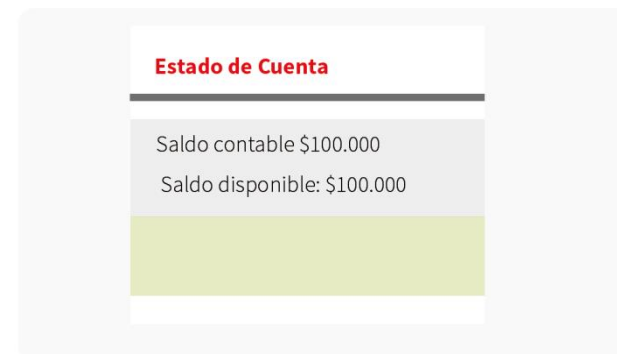 Estado de Cuenta
Saldo contable $100.000
Saldo disponible: $100.000